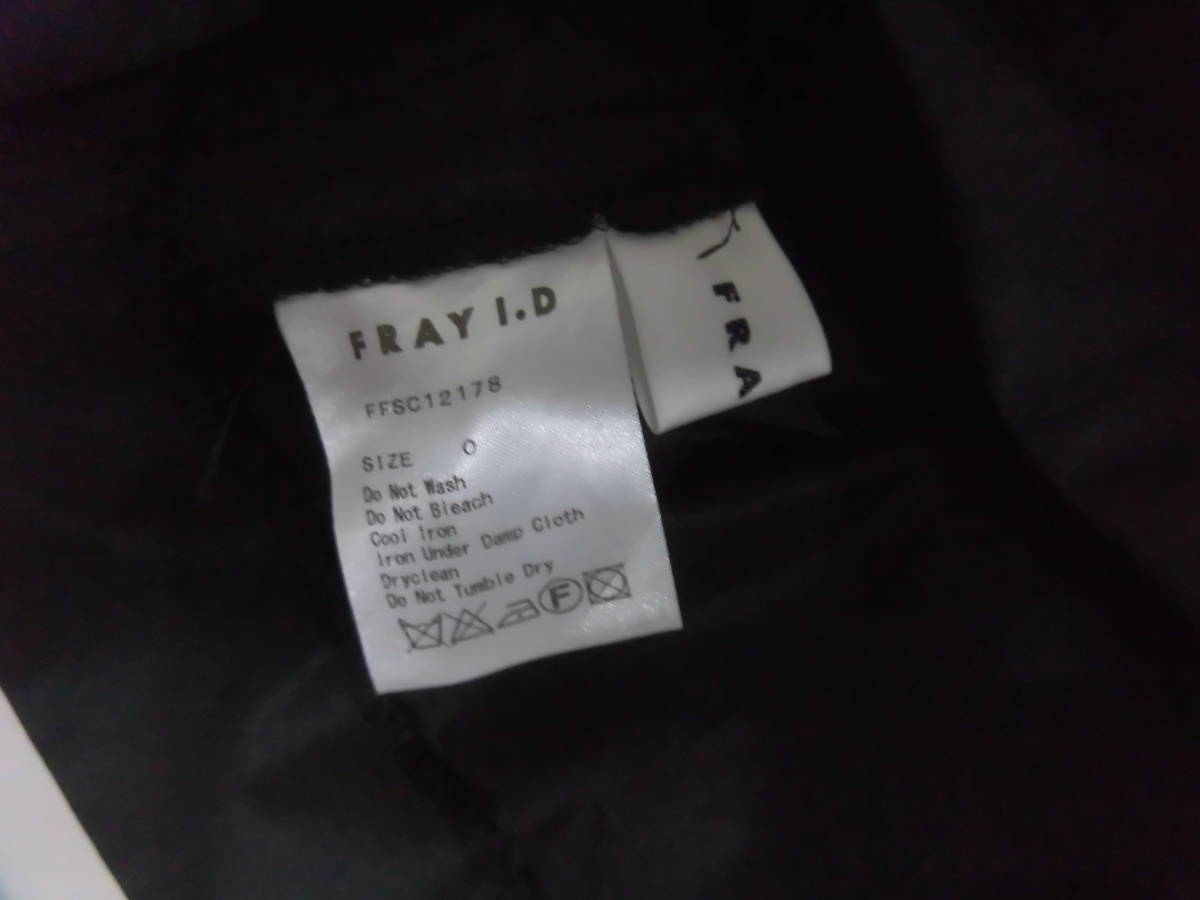 FRAY I.D
FFSC12178
SIZE 0
Do Not Wash
Do Not Bleach
Cool Iron
Iron Under Damp Cloth
Dryclean
Do Not Tumble Dry
F
FRA